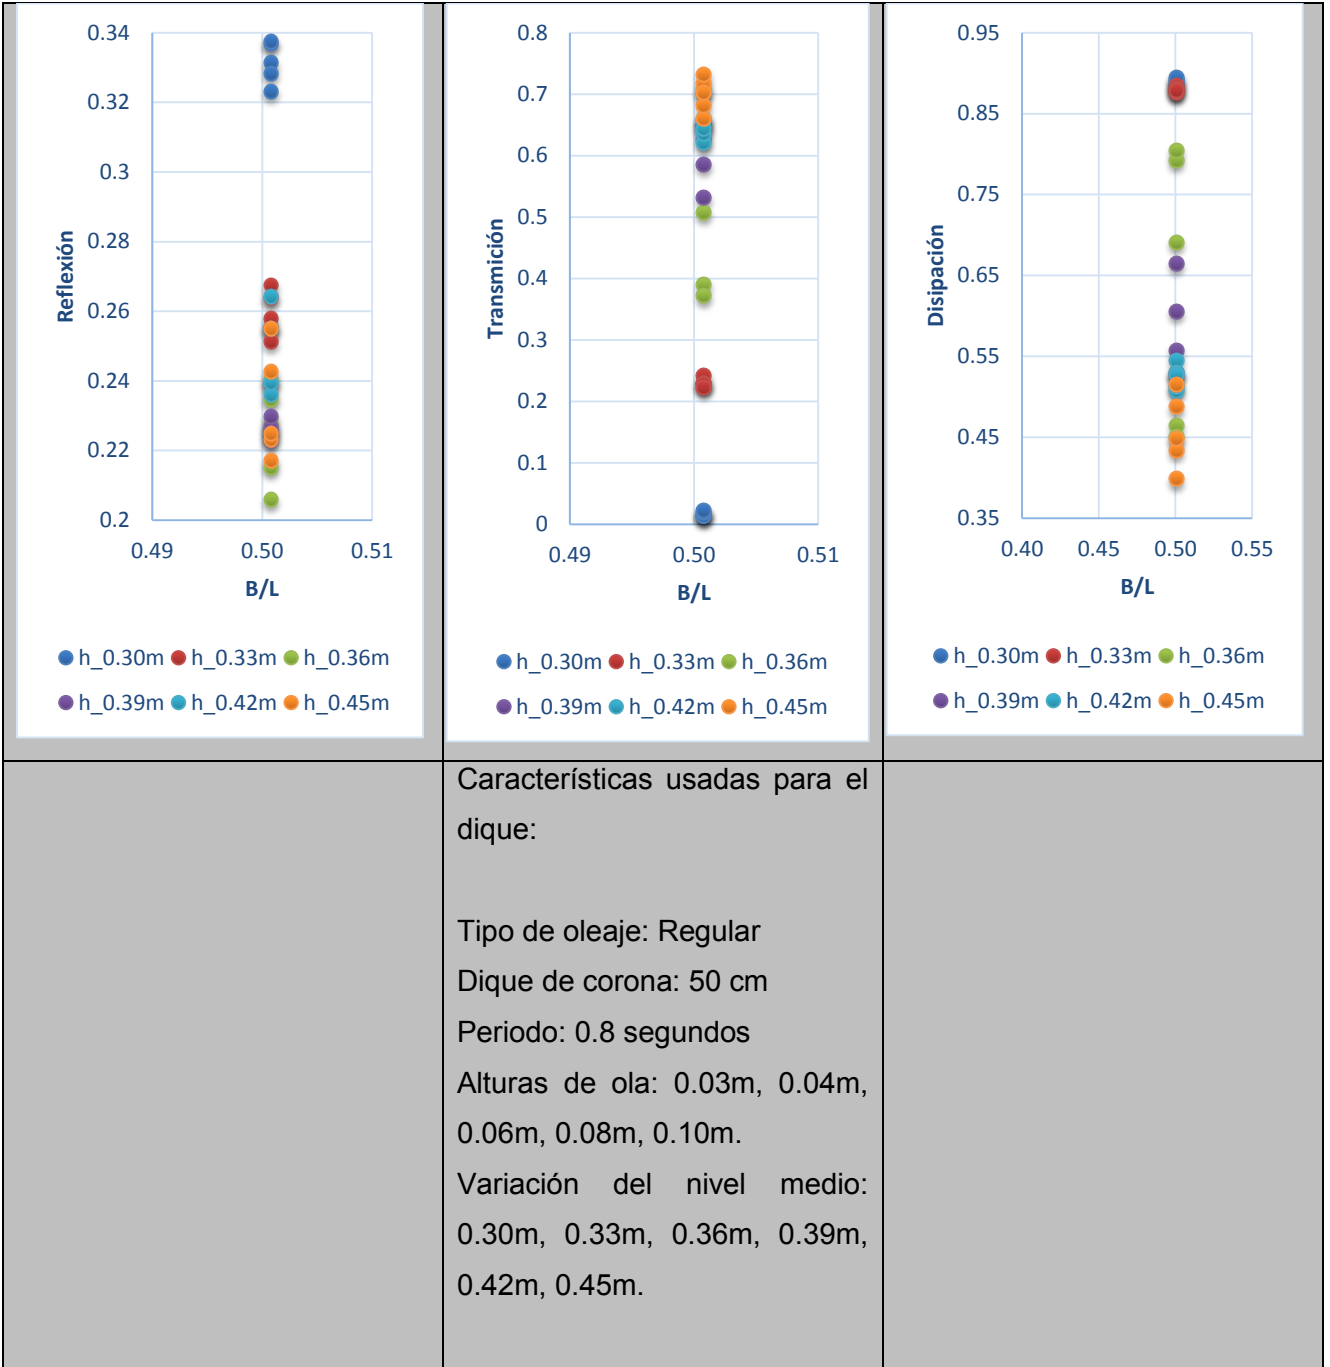 0.34
0.32
0.3
0.28
0.26
0.24
0.22
0.2
Reflexión
0.49 0.50 0.51
B/L
h_0.30m h_0.33m h_0.36m
h_0.39m h_0.42m h_0.45m
0.8
0.7
0.6
0.5
0.4
0.3
0.2
0.1
0
Transmición
0.49 0.50 0.51
B/L
h_0.30m h_0.33m h_0.36m
h_0.39m h_0.42m h_0.45m
0.95
0.85
0.75
0.65
0.55
0.45
0.35
Disipación
0.40 0.45 0.50 0.55
B/L
h_0.30m h_0.33m h_0.36m
h_0.39m h_0.42m h_0.45m
Características usadas para el
dique:
Tipo de oleaje: Regular
Dique de corona: 50 cm
Periodo: 0.8 segundos
Alturas de ola: 0.03m, 0.04m,
0.06m, 0.08m, 0.10m.
Variación del nivel medio:
0.30m, 0.33m, 0.36m, 0.39m,
0.42m, 0.45m.